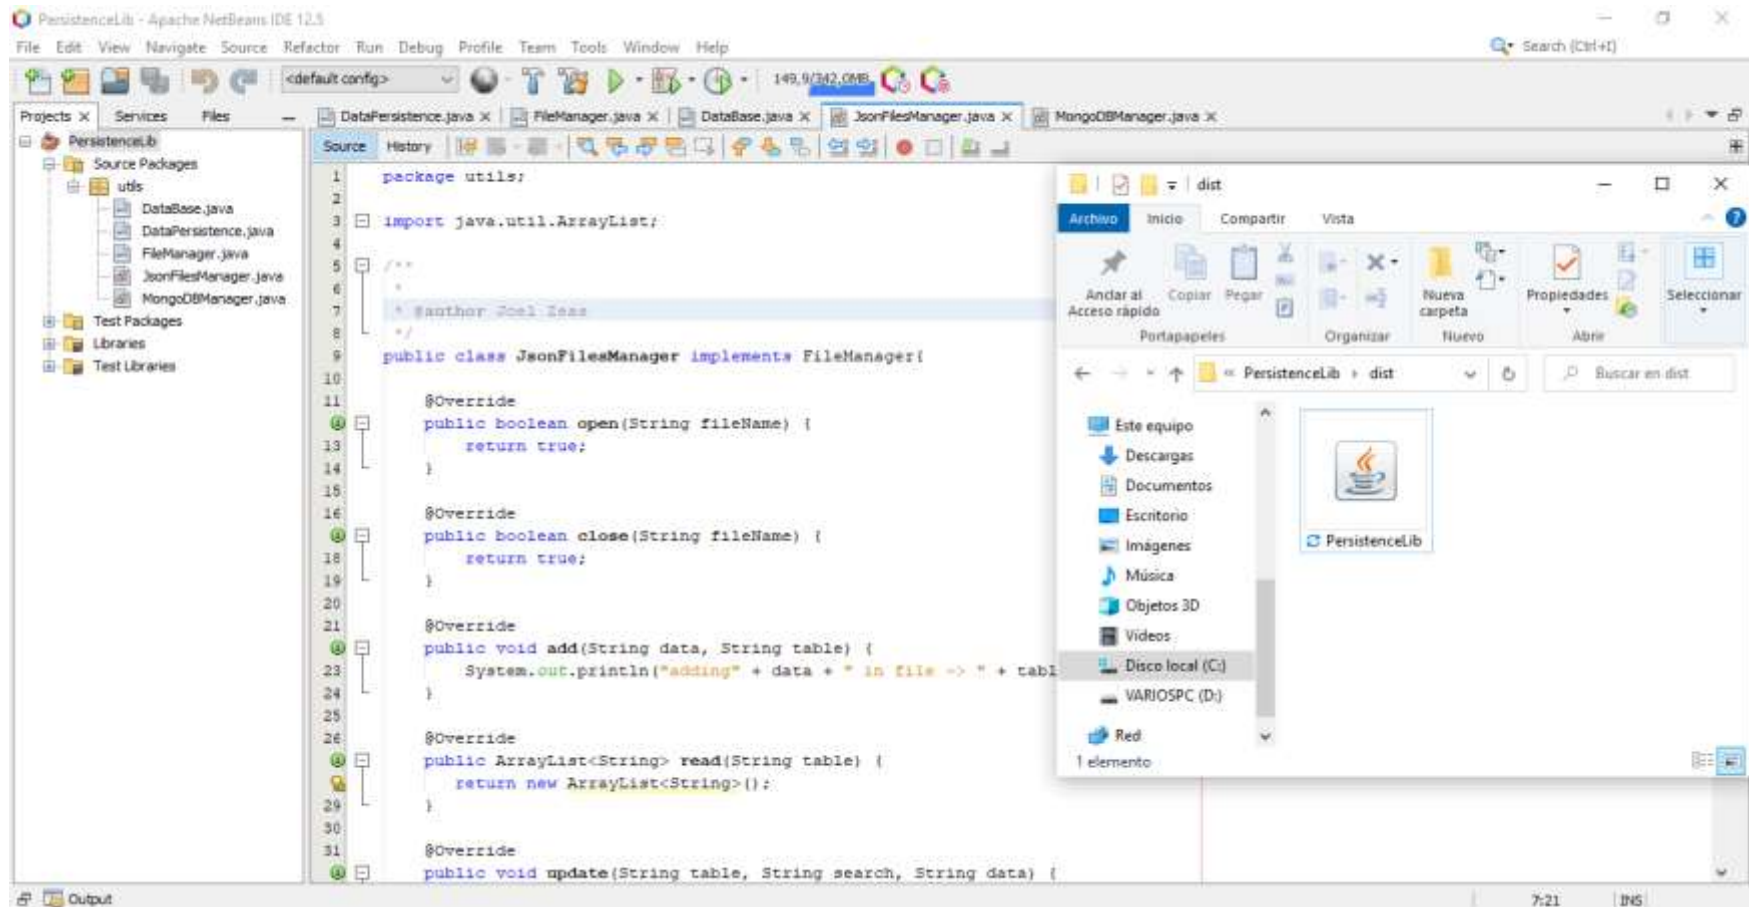 PersistenceLib - Apache NetBeans IDE 12.5
File Edit View Navigate Source Refactor Run Debug Profile Team Tools Window Help
Search (Ctrl+I)
<default config>
149,9/342,0MB
Projects Services Files
DataPersistence.java FileManager.java DataBase.java JsonFilesManager.java MongoDBManager.java
Source History
PersistenceLib
Source Packages
utils
DataBase.java
DataPersistence.java
FileManager.java
JsonFilesManager.java
MongoDBManager.java
Test Packages
Libraries
Test Libraries
1 package utils;
2
3 import java.util.ArrayList;
4
5 /**
6 *
7 * @author Joel Zeas
8 */
9 public class JsonFilesManager implements FileManager{
10
11 @Override
public boolean open(String fileName) {
13 return true;
14 }
15
16 @Override
public boolean close(String fileName) {
18 return true;
19 }
20
21 @Override
public void add(String data, String table) {
23 System.out.println("adding" + data + " in file -> " + tabl
24 }
25
26 @Override
public ArrayList<String> read(String table) {
return new ArrayList<String>();
29 }
30
31 @Override
public void update(String table, String search, String data) {
dist
Archivo Inicio Compartir Vista
Anclar al
Acceso rápido
Copiar
Pegar
Nueva
carpeta
Propiedades
Seleccionar
Portapapeles Organizar Nuevo Abrir
« PersistenceLib › dist
Buscar en dist
Este equipo
Descargas
Documentos
Escritorio
Imágenes
Música
Objetos 3D
Vídeos
Disco local (C:)
VARIOSPC (D:)
Red
PersistenceLib
1 elemento
Output
7:21 INS